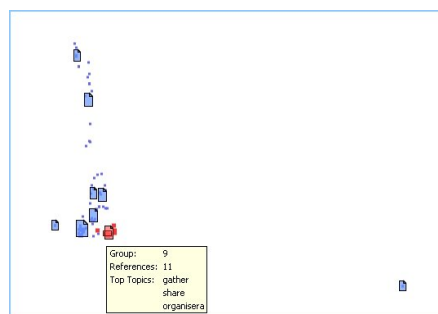 Group: 9
References: 11
Top Topics: gather
share
organisera